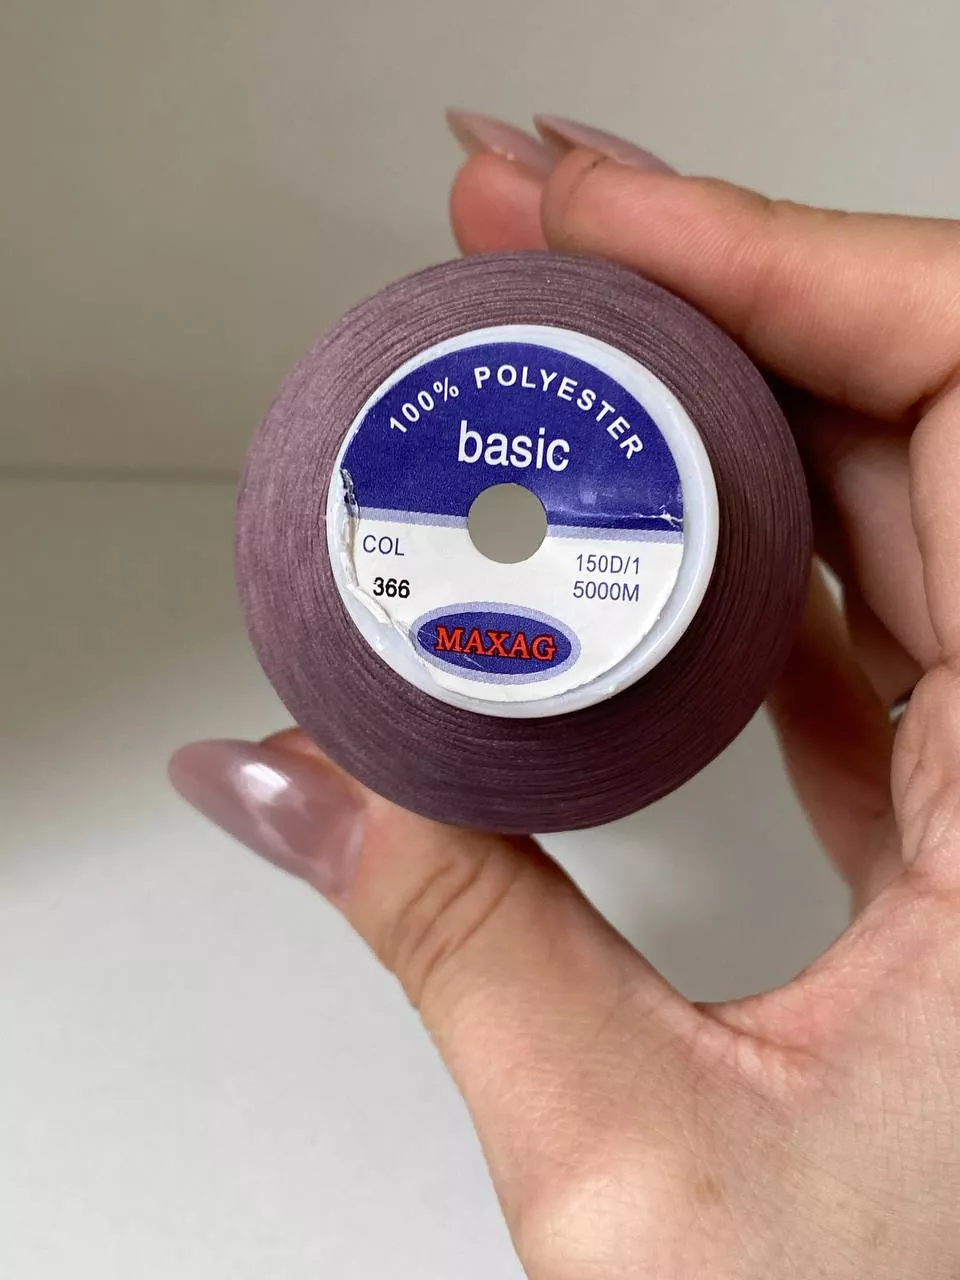 100% POLYESTER
basic
COL
366
150D/1
5000M
MAXAG